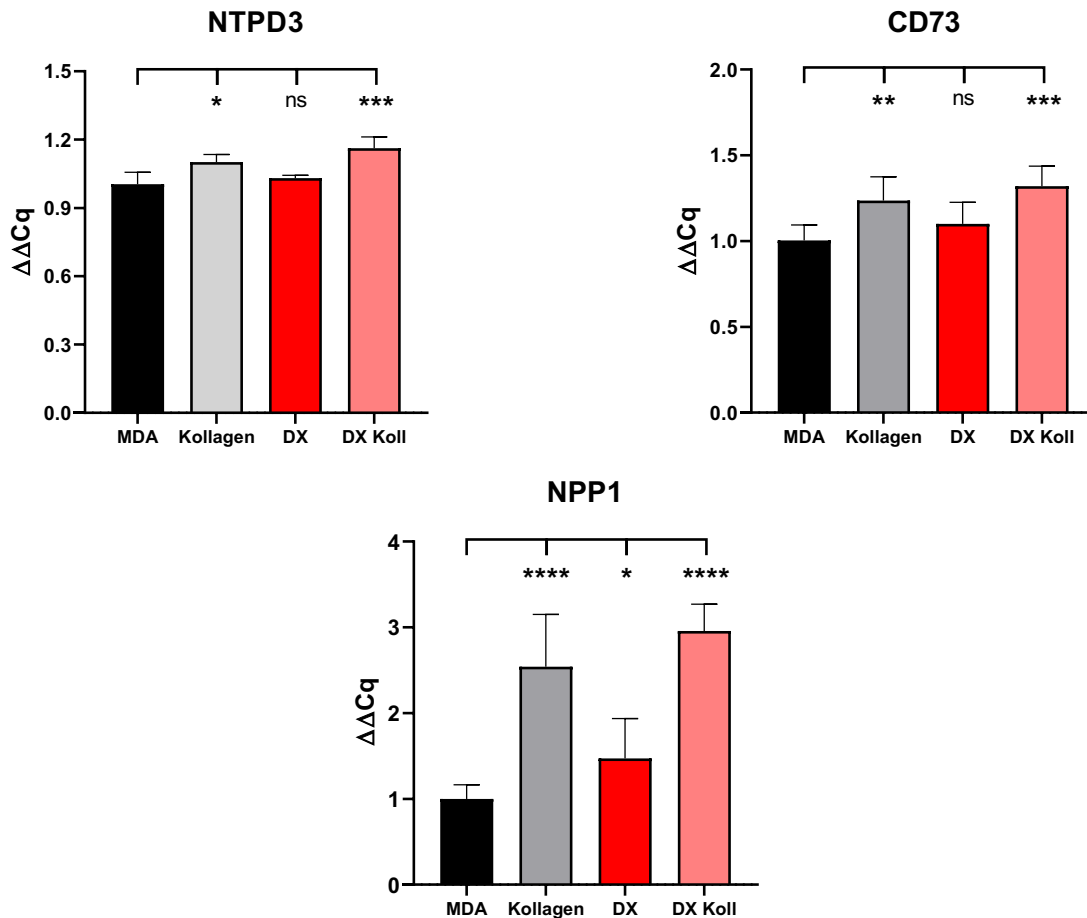 NTPD3
1.5
1.2
0.9
0.6
0.3
0.0
ΔΔCq
* ns ***
MDA Kollagen DX DX Koll
CD73
2.0
1.5
1.0
0.5
0.0
ΔΔCq
** ns ***
MDA Kollagen DX DX Koll
NPP1
4
3
2
1
0
ΔΔCq
**** * ****
MDA Kollagen DX DX Koll